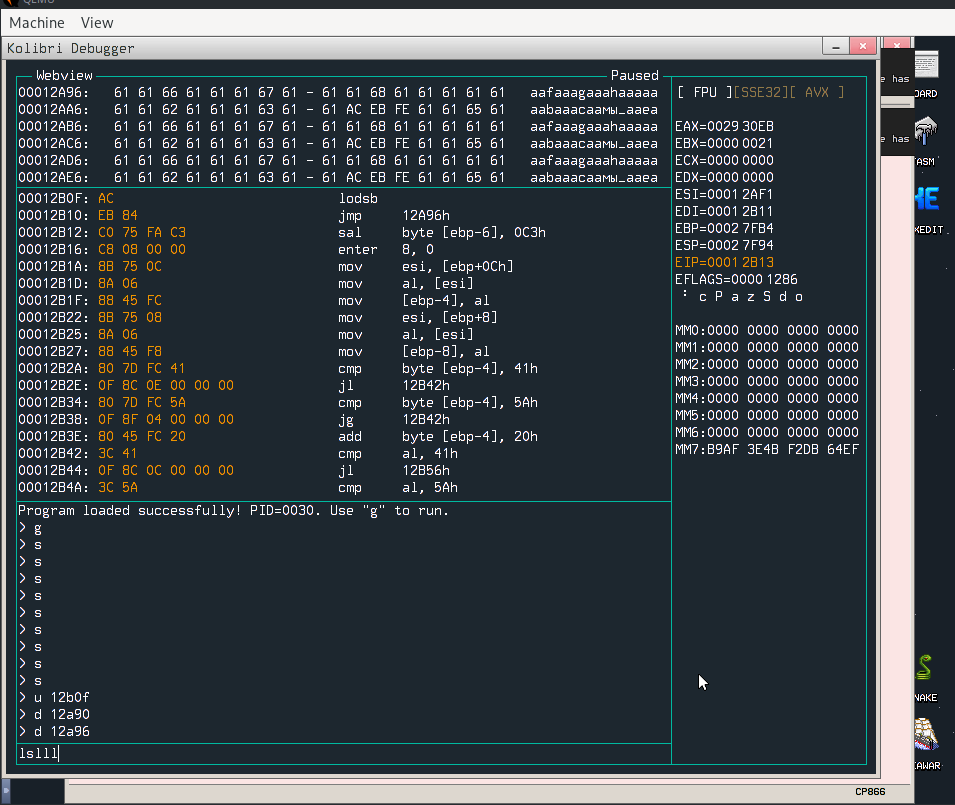 QEMU
Machine View
Kolibri Debugger
Webview Paused
00012A96: 61 61 66 61 61 61 67 61 - 61 61 68 61 61 61 61 61 aafaaagaaahaaaaa
00012AA6: 61 61 62 61 61 61 63 61 - 61 AC EB FE 61 61 65 61 aabaaacaaмы_aaea
00012AB6: 61 61 66 61 61 61 67 61 - 61 61 68 61 61 61 61 61 aafaaagaaahaaaaa
00012AC6: 61 61 62 61 61 61 63 61 - 61 AC EB FE 61 61 65 61 aabaaacaaмы_aaea
00012AD6: 61 61 66 61 61 61 67 61 - 61 61 68 61 61 61 61 61 aafaaagaaahaaaaa
00012AE6: 61 61 62 61 61 61 63 61 - 61 AC EB FE 61 61 65 61 aabaaacaaмы_aaea
00012B0F: AC lodsb
00012B10: EB 84 jmp 12A96h
00012B12: C0 75 FA C3 sal byte [ebp-6], 0C3h
00012B16: C8 08 00 00 enter 8, 0
00012B1A: 8B 75 0C mov esi, [ebp+0Ch]
00012B1D: 8A 06 mov al, [esi]
00012B1F: 88 45 FC mov [ebp-4], al
00012B22: 8B 75 08 mov esi, [ebp+8]
00012B25: 8A 06 mov al, [esi]
00012B27: 88 45 F8 mov [ebp-8], al
00012B2A: 80 7D FC 41 cmp byte [ebp-4], 41h
00012B2E: 0F 8C 0E 00 00 00 jl 12B42h
00012B34: 80 7D FC 5A cmp byte [ebp-4], 5Ah
00012B38: 0F 8F 04 00 00 00 jg 12B42h
00012B3E: 80 45 FC 20 add byte [ebp-4], 20h
00012B42: 3C 41 cmp al, 41h
00012B44: 0F 8C 0C 00 00 00 jl 12B56h
00012B4A: 3C 5A cmp al, 5Ah
Program loaded successfully! PID=0030. Use "g" to run.
> g
> s
> s
> s
> s
> s
> s
> s
> s
> s
> u 12b0f
> d 12a90
> d 12a96
lslll
[ FPU ][SSE32][ AVX ]
EAX=0029 30EB
EBX=0000 0021
ECX=0000 0000
EDX=0000 0000
ESI=0001 2AF1
EDI=0001 2B11
EBP=0002 7FB4
ESP=0002 7F94
EIP=0001 2B13
EFLAGS=0000 1286
: c P a z S d o
MM0:0000 0000 0000 0000
MM1:0000 0000 0000 0000
MM2:0000 0000 0000 0000
MM3:0000 0000 0000 0000
MM4:0000 0000 0000 0000
MM5:0000 0000 0000 0000
MM6:0000 0000 0000 0000
MM7:B9AF 3E4B F2DB 64EF
e has
e has
OARD
ASM
HE
XEDIT
NAKE
CAWAR
CP866